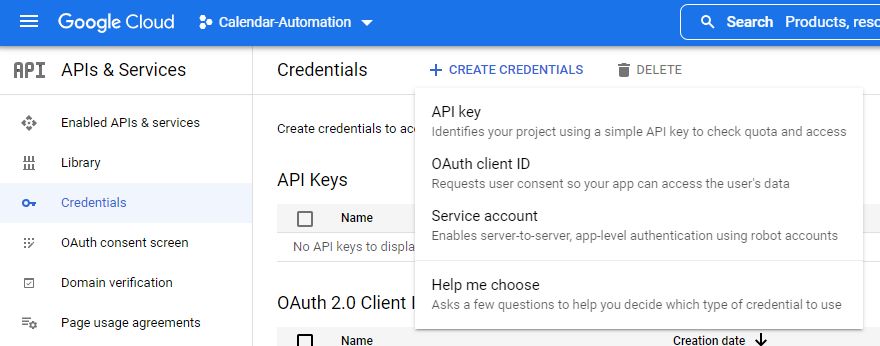 Google Cloud
Calendar-Automation
Search Products, reso
API
APIs & Services
Credentials
+ CREATE CREDENTIALS
DELETE
Enabled APIs & services
Library
Credentials
OAuth consent screen
Domain verification
Page usage agreements
Create credentials to acc
API key
Identifies your project using a simple API key to check quota and access
OAuth client ID
Requests user consent so your app can access the user's data
Service account
Enables server-to-server, app-level authentication using robot accounts
Help me choose
Asks a few questions to help you decide which type of credential to use
API Keys
Name
No API keys to displa
OAuth 2.0 Client I
Name
Creation date